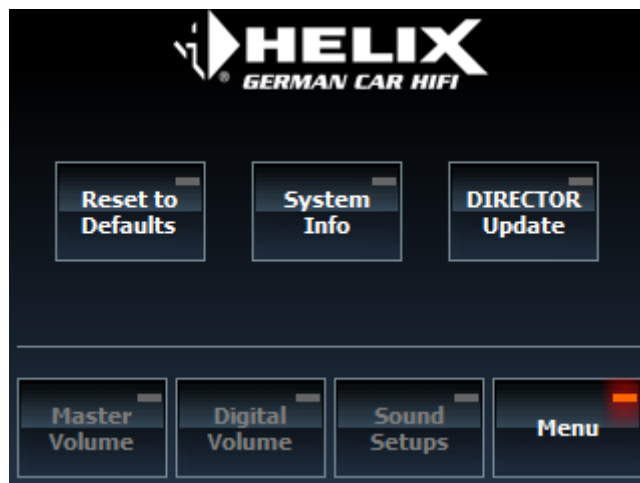 HELIX
GERMAN CAR HIFI
Reset to
Defaults
System
Info
DIRECTOR
Update
Master
Volume
Digital
Volume
Sound
Setups
Menu